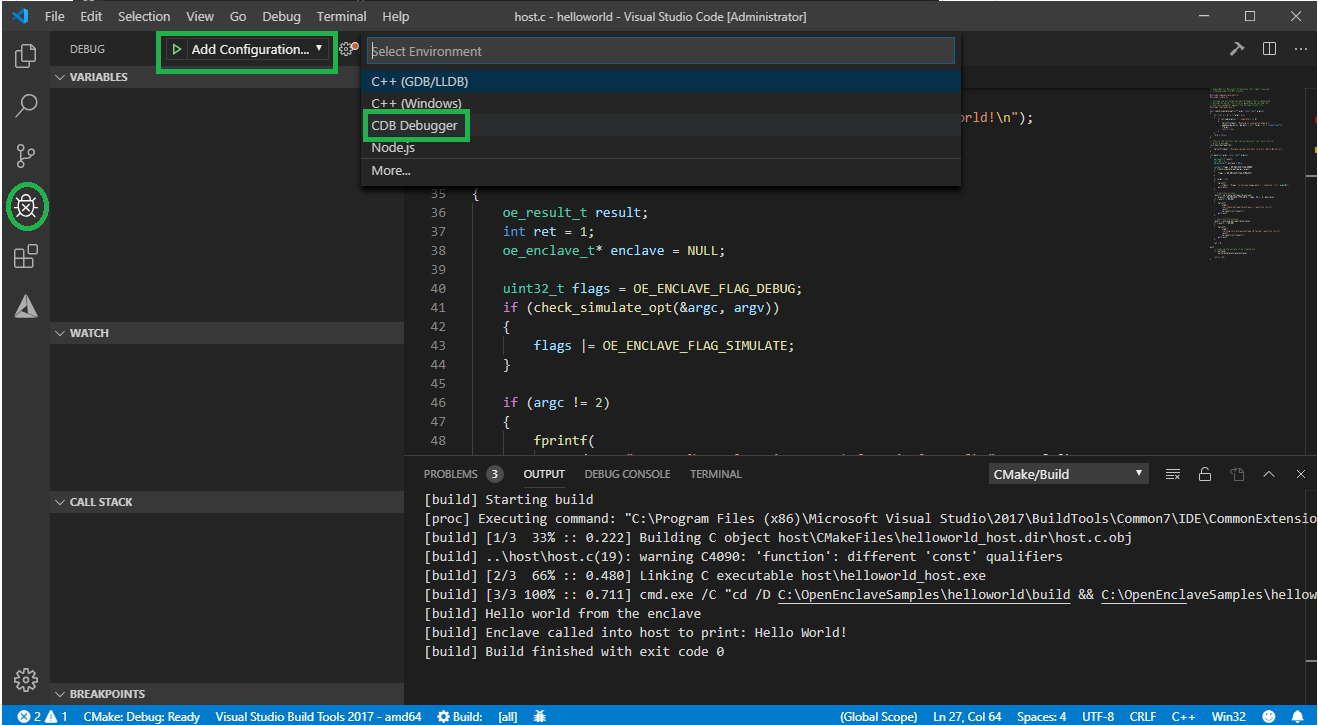 File Edit Selection View Go Debug Terminal Help
host.c - helloworld - Visual Studio Code [Administrator]
DEBUG
Add Configuration...
Select Environment
C++ (GDB/LLDB)
C++ (Windows)
CDB Debugger
Node.js
More...
VARIABLES
WATCH
CALL STACK
BREAKPOINTS
rld!\n");
35 {
36 oe_result_t result;
37 int ret = 1;
38 oe_enclave_t* enclave = NULL;
39
40 uint32_t flags = OE_ENCLAVE_FLAG_DEBUG;
41 if (check_simulate_opt(&argc, argv))
42 {
43 flags |= OE_ENCLAVE_FLAG_SIMULATE;
44 }
45
46 if (argc != 2)
47 {
48 fprintf(
PROBLEMS 3 OUTPUT DEBUG CONSOLE TERMINAL
CMake/Build
[build] Starting build
[proc] Executing command: "C:\Program Files (x86)\Microsoft Visual Studio\2017\BuildTools\Common7\IDE\CommonExtensio
[build] [1/3  33% :: 0.222] Building C object host\CMakeFiles\helloworld_host.dir\host.c.obj
[build] ..\host\host.c(19): warning C4090: 'function': different 'const' qualifiers
[build] [2/3  66% :: 0.480] Linking C executable host\helloworld_host.exe
[build] [3/3 100% :: 0.711] cmd.exe /C "cd /D C:\OpenEnclaveSamples\helloworld\build && C:\OpenEnclaveSamples\hellow
[build] Hello world from the enclave
[build] Enclave called into host to print: Hello World!
[build] Build finished with exit code 0
2 1 CMake: Debug: Ready Visual Studio Build Tools 2017 - amd64 Build: [all] (Global Scope) Ln 27, Col 64 Spaces: 4 UTF-8 CRLF C++ Win32